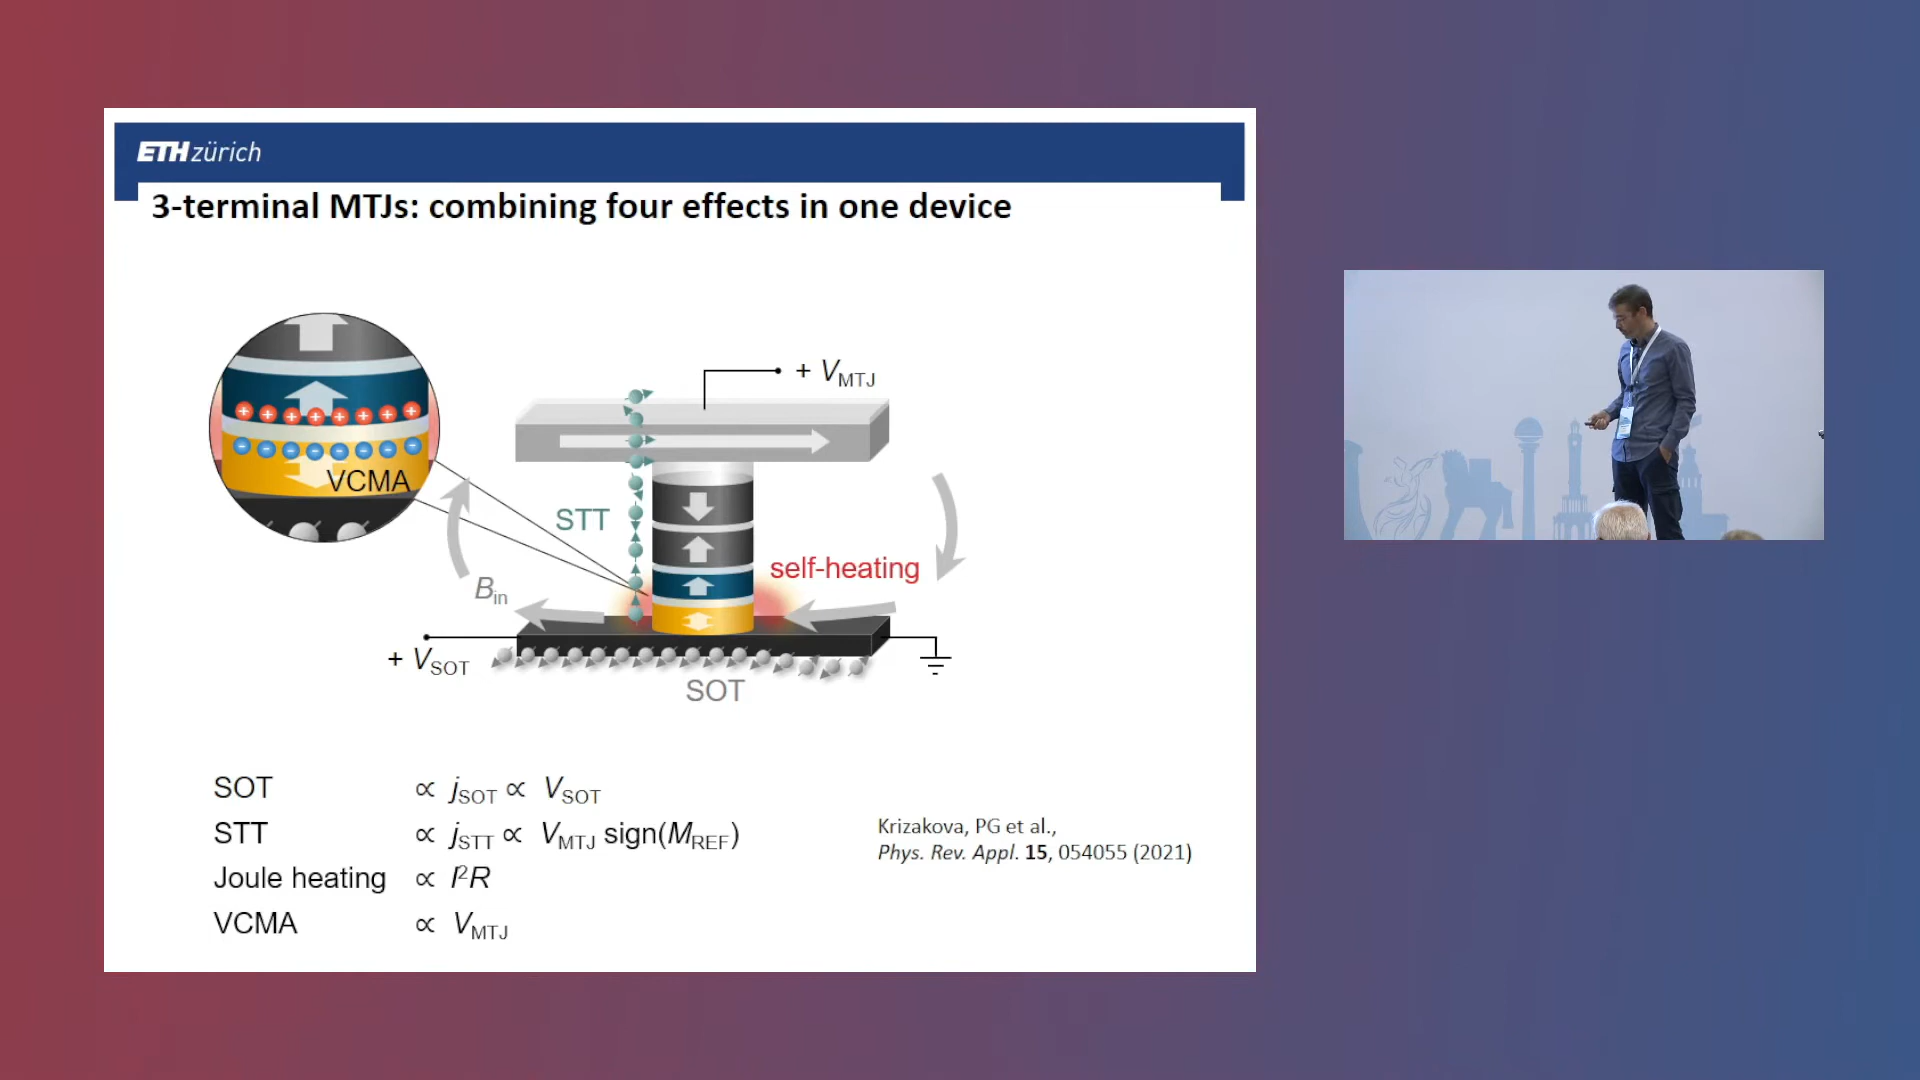 ETH zürich
3-terminal MTJs: combining four effects in one device
+ V_MTJ
VCMA
STT
self-heating
B_in
+ V_SOT
SOT
SOT ∝ j_SOT ∝ V_SOT
STT ∝ j_STT ∝ V_MTJ sign(M_REF)
Joule heating ∝ I²R
VCMA ∝ V_MTJ
Krizakova, PG et al.,
Phys. Rev. Appl. 15, 054055 (2021)